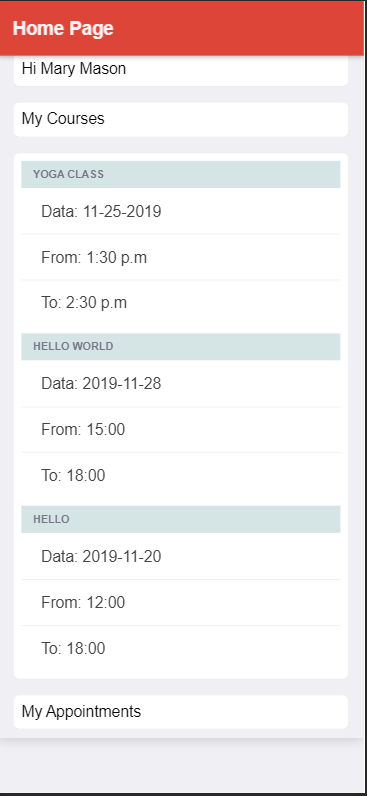 Home Page
Hi Mary Mason
My Courses
YOGA CLASS
Data: 11-25-2019
From: 1:30 p.m
To: 2:30 p.m
HELLO WORLD
Data: 2019-11-28
From: 15:00
To: 18:00
HELLO
Data: 2019-11-20
From: 12:00
To: 18:00
My Appointments